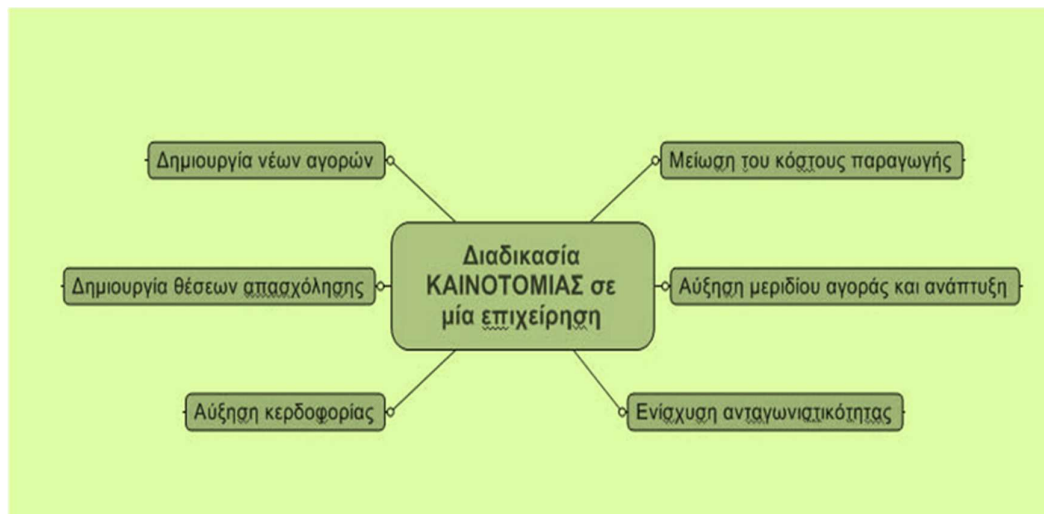 Δημιουργία νέων αγορών
Μείωση του κόστους παραγωγής
Διαδικασία
ΚΑΙΝΟΤΟΜΙΑΣ σε
μία επιχείρηση
Δημιουργία θέσεων απασχόλησης
Αύξηση μεριδίου αγοράς και ανάπτυξη
Αύξηση κερδοφορίας
Ενίσχυση ανταγωνιστικότητας